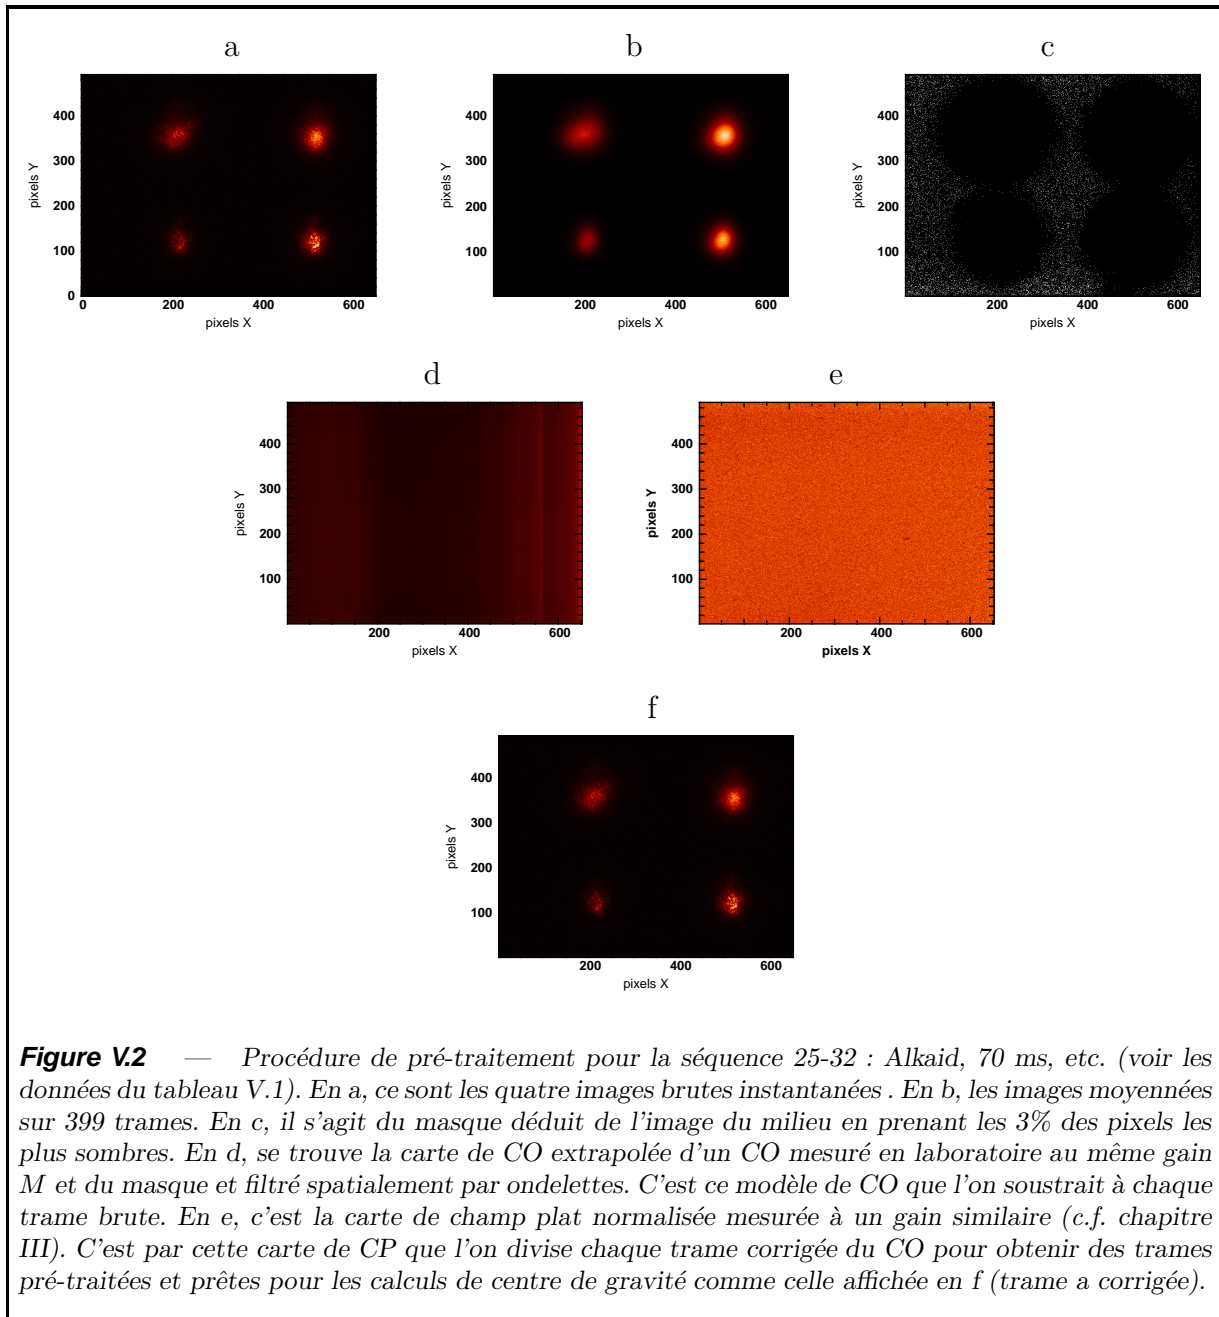 a
b
c
400
300
200
100
0
pixels Y
0
200
400
600
pixels X
400
300
200
100
pixels Y
200
400
600
pixels X
400
300
200
100
pixels Y
200
400
600
pixels X
d
e
400
300
200
100
pixels Y
200
400
600
pixels X
400
300
200
100
pixels Y
200
400
600
pixels X
f
400
300
200
100
pixels Y
200
400
600
pixels X
Figure V.2 — Procédure de pré-traitement pour la séquence 25-32 : Alkaid, 70 ms, etc. (voir les
données du tableau V.1). En a, ce sont les quatre images brutes instantanées . En b, les images moyennées
sur 399 trames. En c, il s'agit du masque déduit de l'image du milieu en prenant les 3% des pixels les
plus sombres. En d, se trouve la carte de CO extrapolée d'un CO mesuré en laboratoire au même gain
M et du masque et filtré spatialement par ondelettes. C'est ce modèle de CO que l'on soustrait à chaque
trame brute. En e, c'est la carte de champ plat normalisée mesurée à un gain similaire (c.f. chapitre
III). C'est par cette carte de CP que l'on divise chaque trame corrigée du CO pour obtenir des trames
pré-traitées et prêtes pour les calculs de centre de gravité comme celle affichée en f (trame a corrigée).